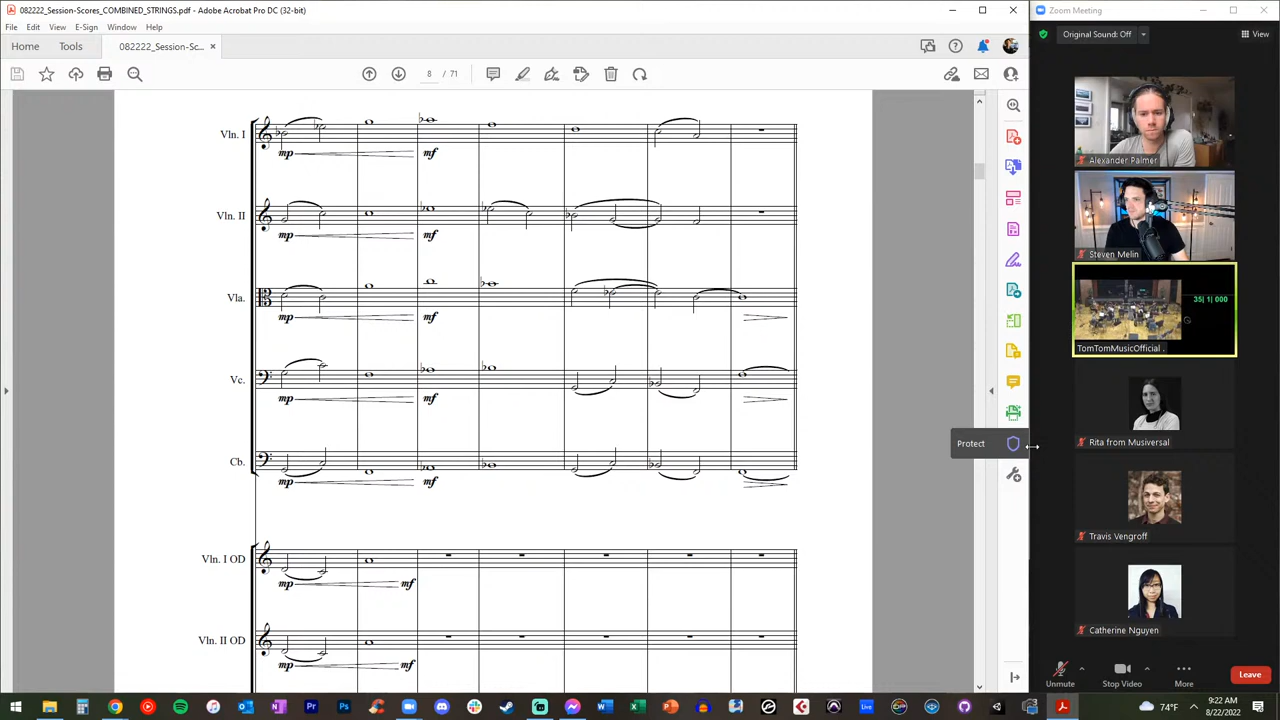 082222_Session-Scores_COMBINED_STRINGS.pdf - Adobe Acrobat Pro DC (32-bit)
File Edit View E-Sign Window Help
Home Tools 082222_Session-Sc... ×
8 / 71
Vln. I
mp mf
Vln. II
mp mf
Vla.
mp mf
Vc.
mp mf
Cb.
mp mf
Vln. I OD
mp mf
Vln. II OD
mp mf
Protect
Zoom Meeting
Original Sound: Off View
Alexander Palmer
Steven Melin
35| 1| 000
TomTomMusicOfficial .
Rita from Musiversal
Travis Vengroff
Catherine Nguyen
Unmute Stop Video More Leave
74°F 9:22 AM
8/22/2022